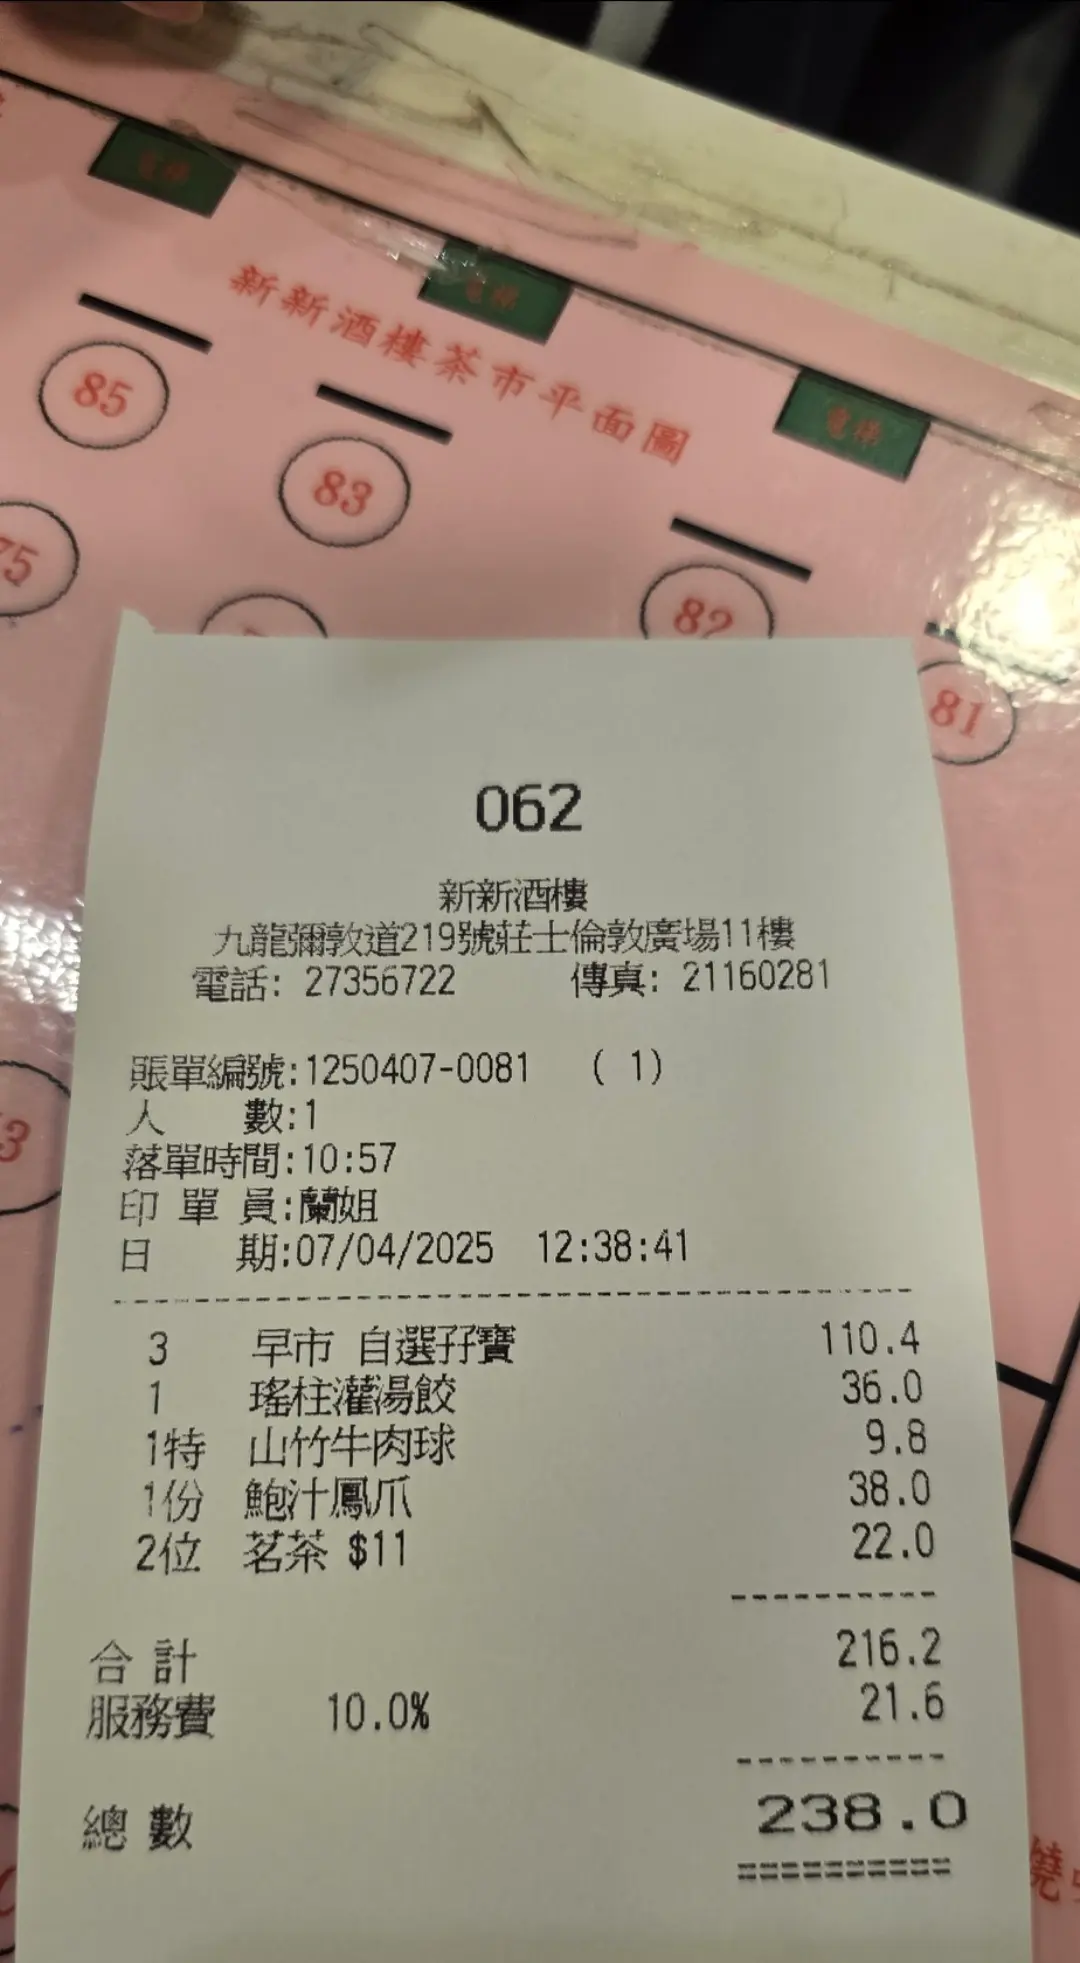 電梯
電梯
電梯
新新酒樓茶市平面圖
85
83
75
82
81
062
新新酒樓
九龍彌敦道219號莊士倫敦廣場11樓
電話: 27356722 傳真: 21160281
賬單編號:1250407-0081 ( 1)
人 數:1
落單時間:10:57
印 單 員:蘭姐
日 期:07/04/2025 12:38:41
3 早市 自選孖寶 110.4
1 瑤柱灌湯餃 36.0
1特 山竹牛肉球 9.8
1份 鮑汁鳳爪 38.0
2位 茗茶 $11 22.0
合 計 216.2
服務費 10.0% 21.6
總 數 238.0